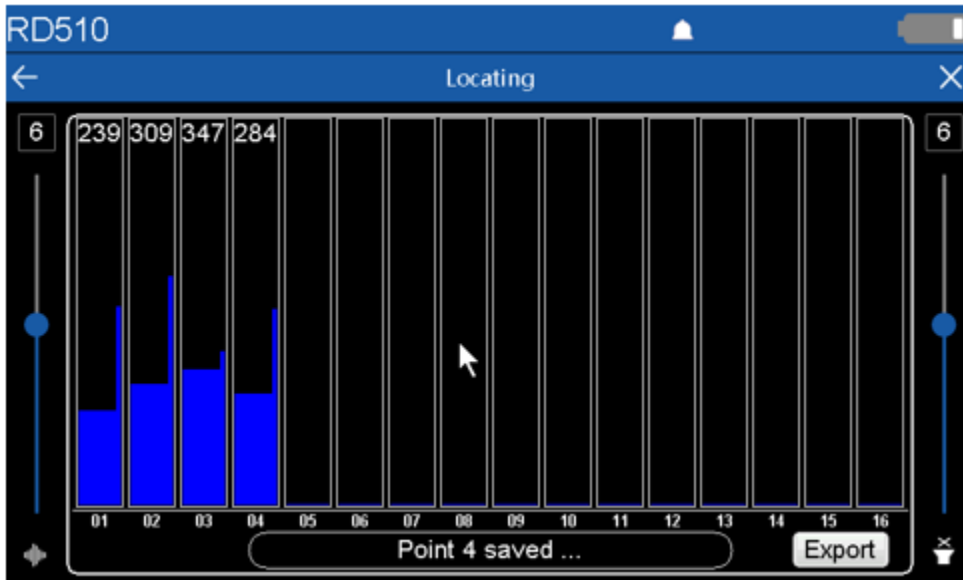 RD510
Locating
6 6
239 309 347 284
01 02 03 04 05 06 07 08 09 10 11 12 13 14 15 16
Point 4 saved ...
Export